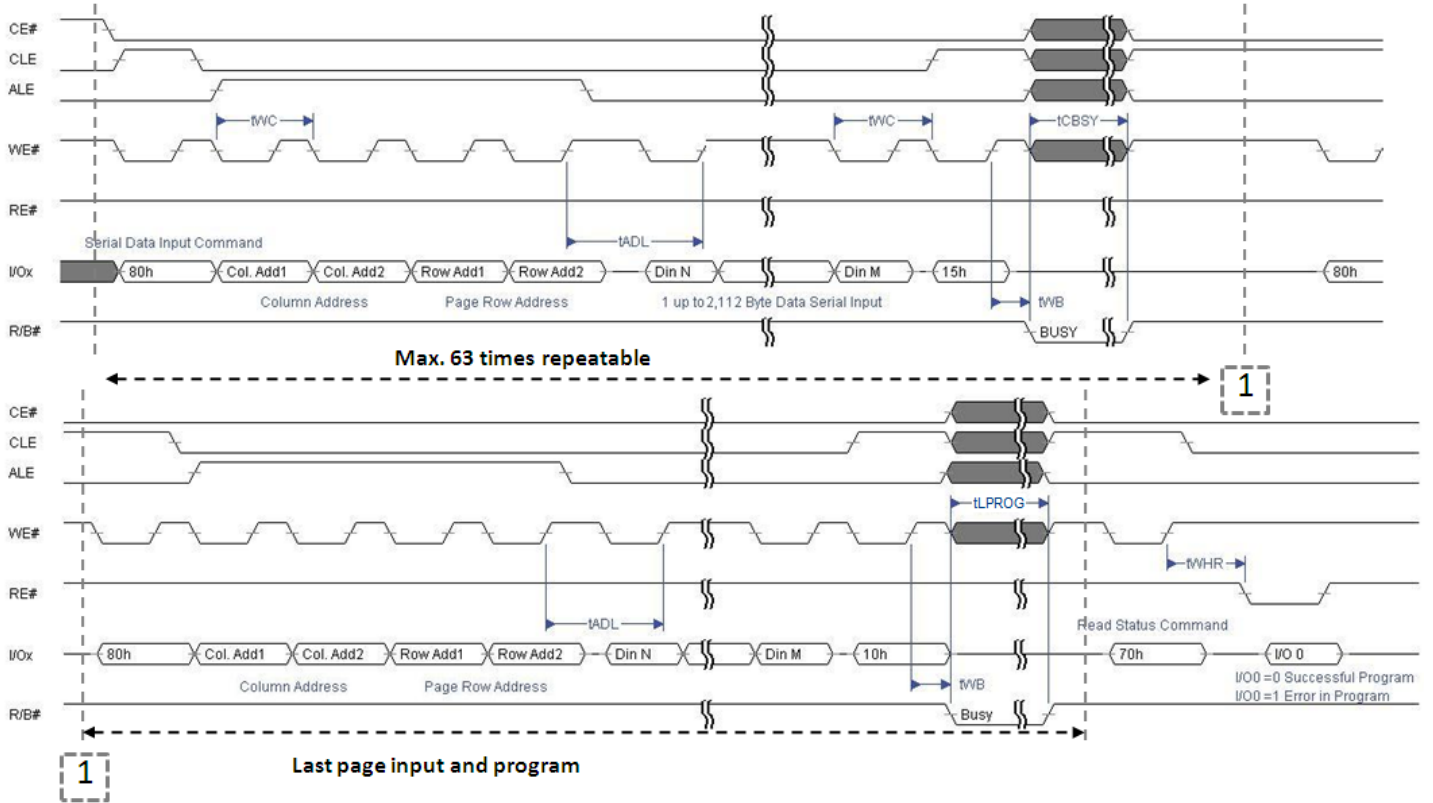 CE#
CLE
ALE
tWC
tWC
tCBSY
WE#
RE#
Serial Data Input Command
tADL
I/Ox
80h
Col. Add1
Col. Add2
Row Add1
Row Add2
Din N
Din M
15h
80h
Column Address
Page Row Address
1 up to 2,112 Byte Data Serial Input
tWB
R/B#
BUSY
Max. 63 times repeatable
1
CE#
CLE
ALE
tLPROG
WE#
tWHR
RE#
tADL
Read Status Command
I/Ox
80h
Col. Add1
Col. Add2
Row Add1
Row Add2
Din N
Din M
10h
70h
I/O 0
Column Address
Page Row Address
tWB
I/O0 =0 Successful Program
I/O0 =1 Error in Program
R/B#
Busy
1
Last page input and program